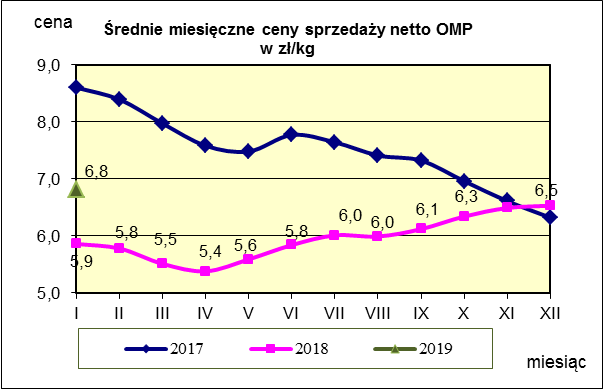 cena
Średnie miesięczne ceny sprzedaży netto OMP
w zł/kg
9,0
8,0
7,0
6,0
5,0
6,8
5,9
5,8
5,5
5,4
5,6
5,8
6,0
6,0
6,1
6,3
6,5
I II III IV V VI VII VIII IX X XI XII
2017 2018 2019
miesiąc